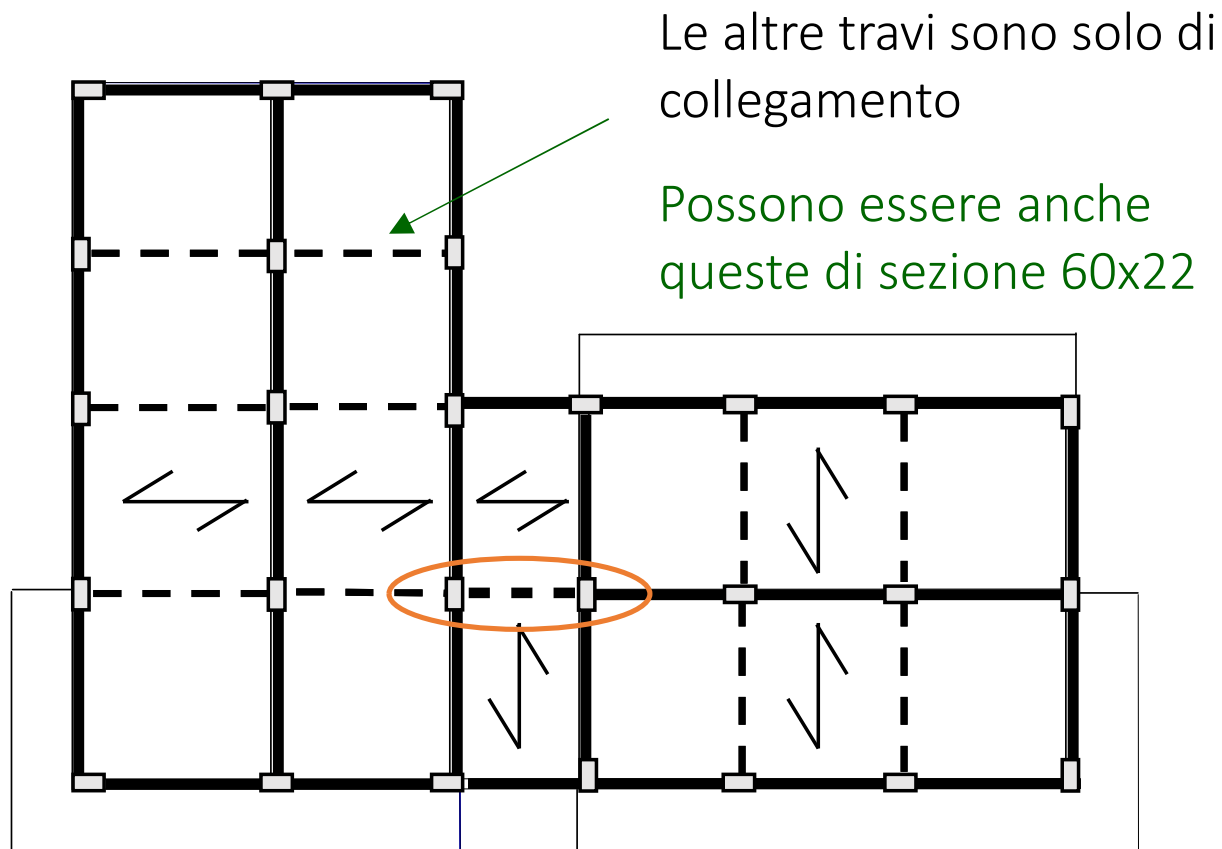 Le altre travi sono solo di
collegamento
Possono essere anche
queste di sezione 60x22